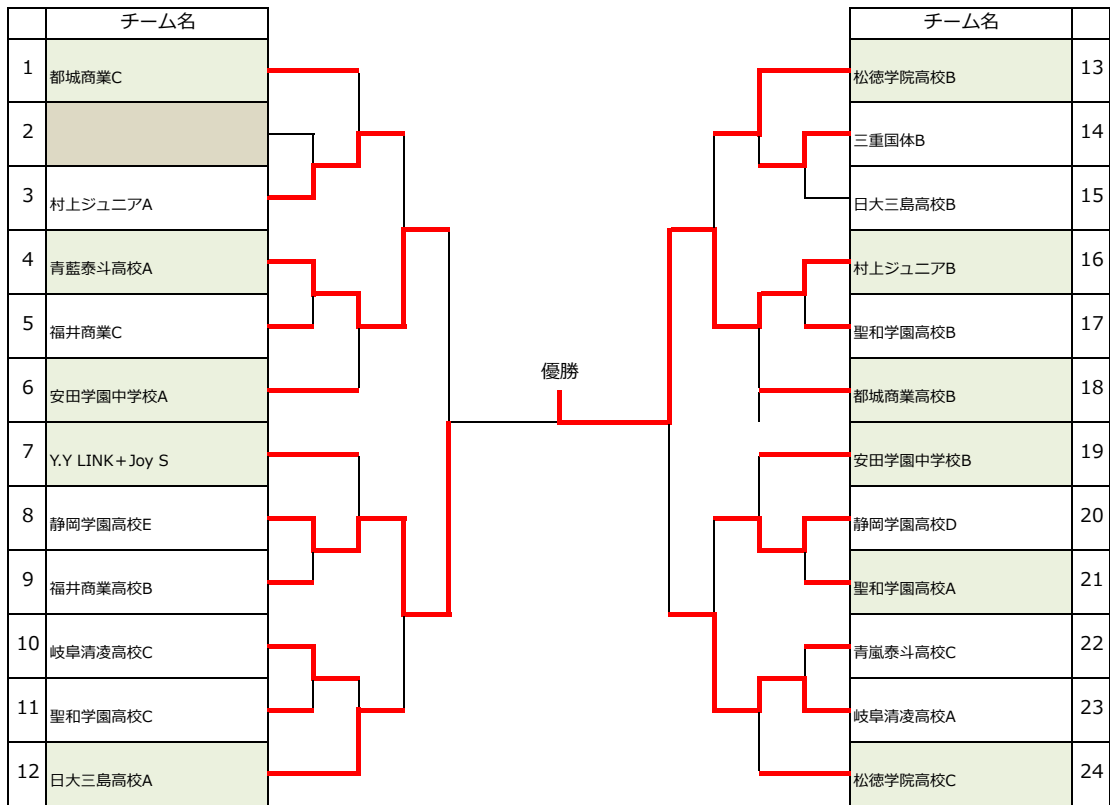 チーム名
1 都城商業C
2
3 村上ジュニアA
4 青藍泰斗高校A
5 福井商業C
6 安田学園中学校A
7 Y.Y LINK+Joy S
8 静岡学園高校E
9 福井商業高校B
10 岐阜清凌高校C
11 聖和学園高校C
12 日大三島高校A
優勝
チーム名
松徳学院高校B 13
三重国体B 14
日大三島高校B 15
村上ジュニアB 16
聖和学園高校B 17
都城商業高校B 18
安田学園中学校B 19
静岡学園高校D 20
聖和学園高校A 21
青嵐泰斗高校C 22
岐阜清凌高校A 23
松徳学院高校C 24